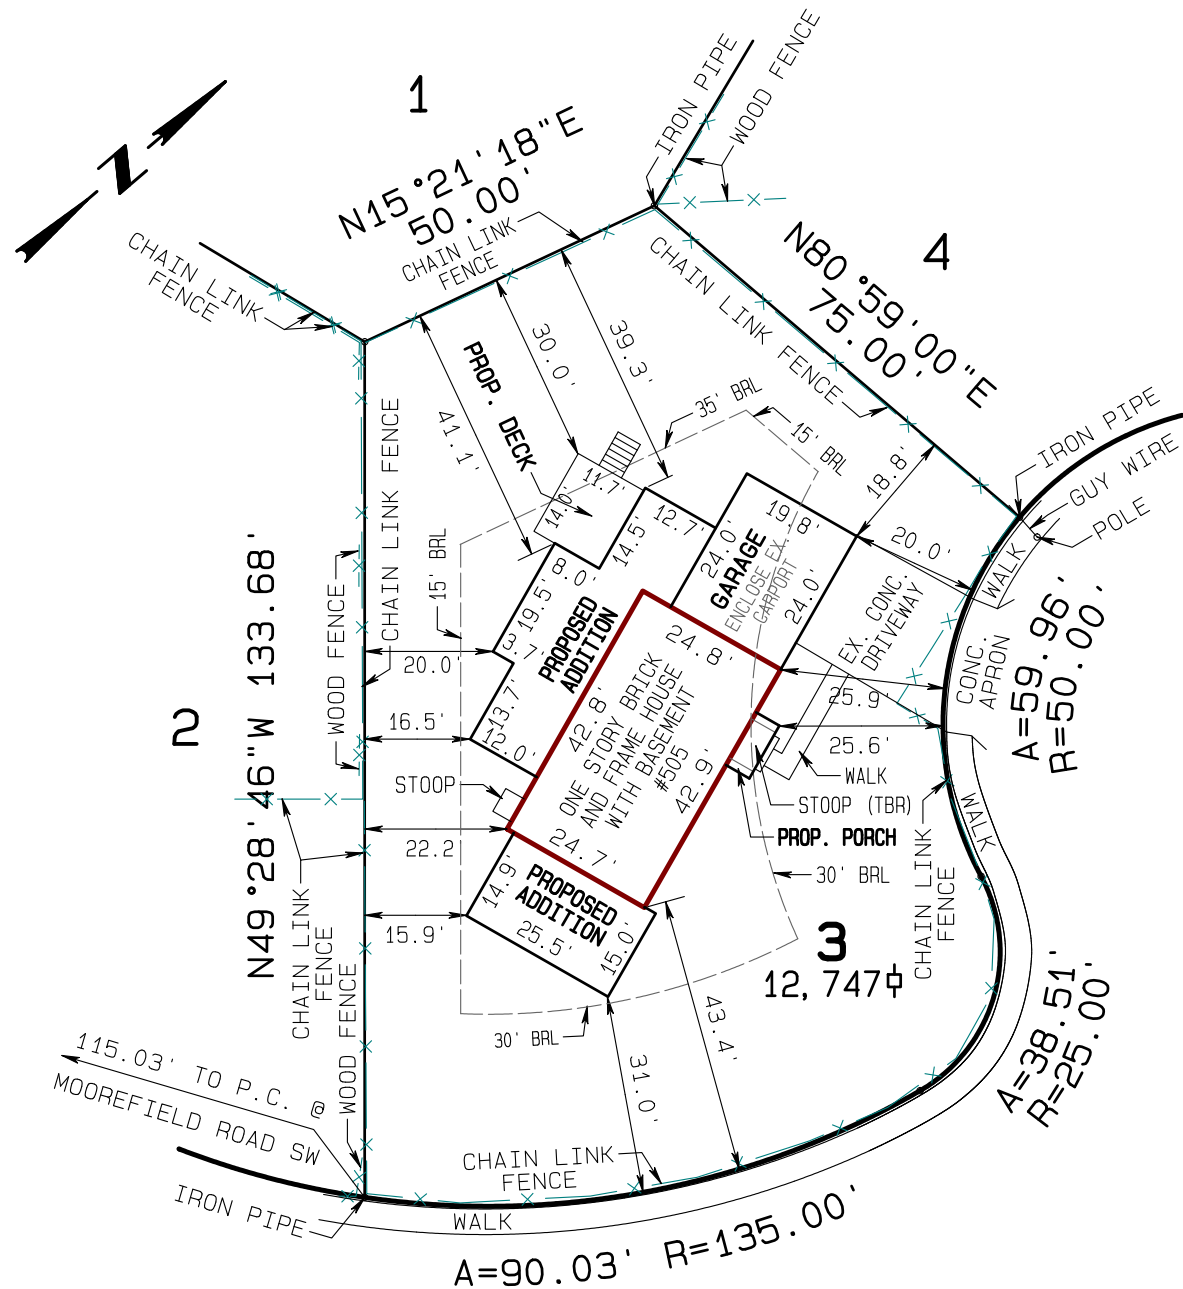 1
N
N15°21'18"E
50.00'
CHAIN LINK
FENCE
IRON PIPE
WOOD FENCE
CHAIN LINK
FENCE
4
N80°59'00"E
75.00'
CHAIN LINK FENCE
IRON PIPE
GUY WIRE
POLE
WALK
39.3'
30.0'
41.1'
PROP. DECK
35' BRL
15' BRL
18.8'
20.0'
11.7'
14.0'
14.5'
12.7'
19.8'
24.0'
GARAGE
ENCLOSE EX.
CARPORT
24.0'
EX. CONC.
DRIVEWAY
CONC.
APRON
A=59.96'
R=50.00'
CHAIN LINK FENCE
15' BRL
8.0'
19.5'
3.7'
PROPOSED
ADDITION
13.7'
12.0'
24.8'
42.8'
ONE STORY BRICK
AND FRAME HOUSE
WITH BASEMENT
#505
42.9'
24.7'
25.9'
25.6'
WALK
STOOP (TBR)
PROP. PORCH
30' BRL
2
N49°28'46"W 133.68'
WOOD FENCE
20.0'
16.5'
STOOP
22.2
15.9'
CHAIN LINK
FENCE
WOOD FENCE
14.9'
PROPOSED
ADDITION
25.5'
15.0'
3
12,747
CHAIN LINK
FENCE
WALK
A=38.51'
R=25.00'
30' BRL
43.4'
31.0'
115.03' TO P.C. @
MOOREFIELD ROAD SW
IRON PIPE
CHAIN LINK
FENCE
WALK
A=90.03' R=135.00'